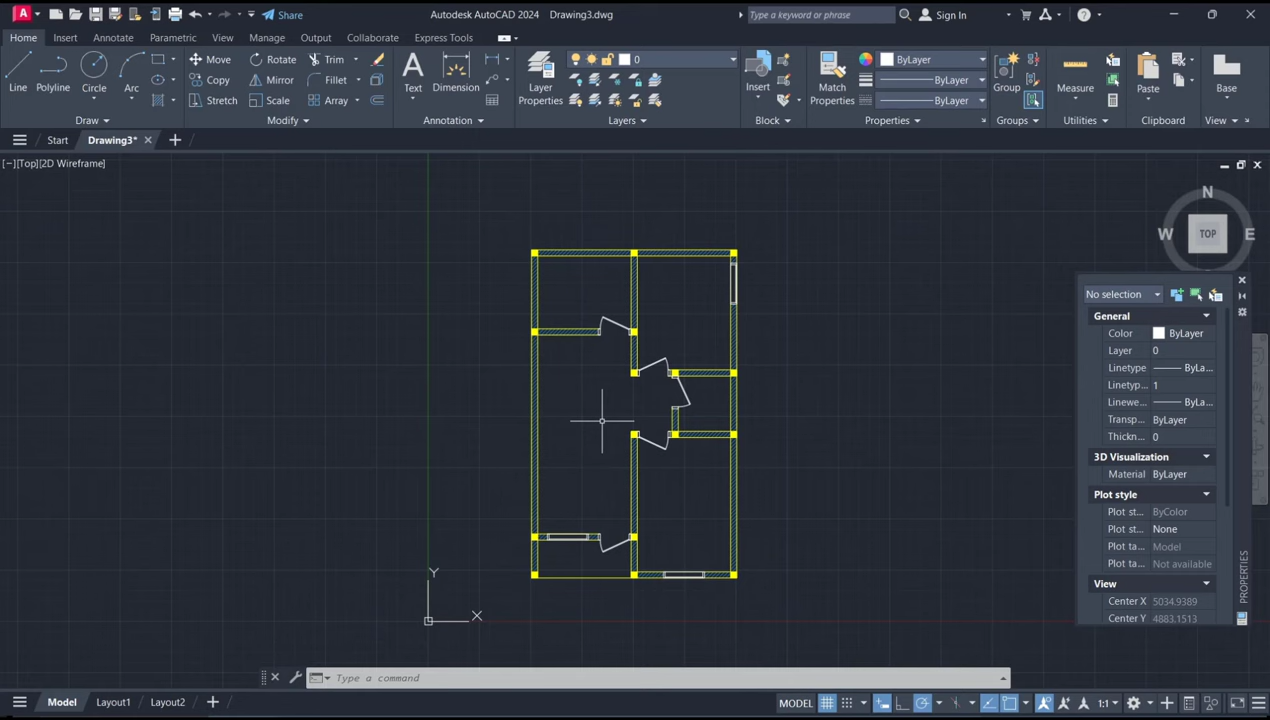 A Share Autodesk AutoCAD 2024 Drawing3.dwg Type a keyword or phrase Sign In
Home Insert Annotate Parametric View Manage Output Collaborate Express Tools
Line Polyline Circle Arc
Move Rotate Trim
Copy Mirror Fillet
Stretch Scale Array
Text Dimension
Layer Properties
0
Insert
Match Properties
ByLayer
ByLayer
ByLayer
Group Measure Paste Base
Draw Modify Annotation Layers Block Properties Groups Utilities Clipboard View
Start Drawing3*
[−][Top][2D Wireframe]
N
W TOP E
No selection
General
Color ByLayer
Layer 0
Linetype ByLa...
Linetyp... 1
Linewe... ByLa...
Transp... ByLayer
Thickn... 0
3D Visualization
Material ByLayer
Plot style
Plot st... ByColor
Plot st... None
Plot ta... Model
Plot ta... Not available
View
Center X 5034.9389
Center Y 4883.1513
PROPERTIES
Y
X
Type a command
Model Layout1 Layout2 MODEL 1:1